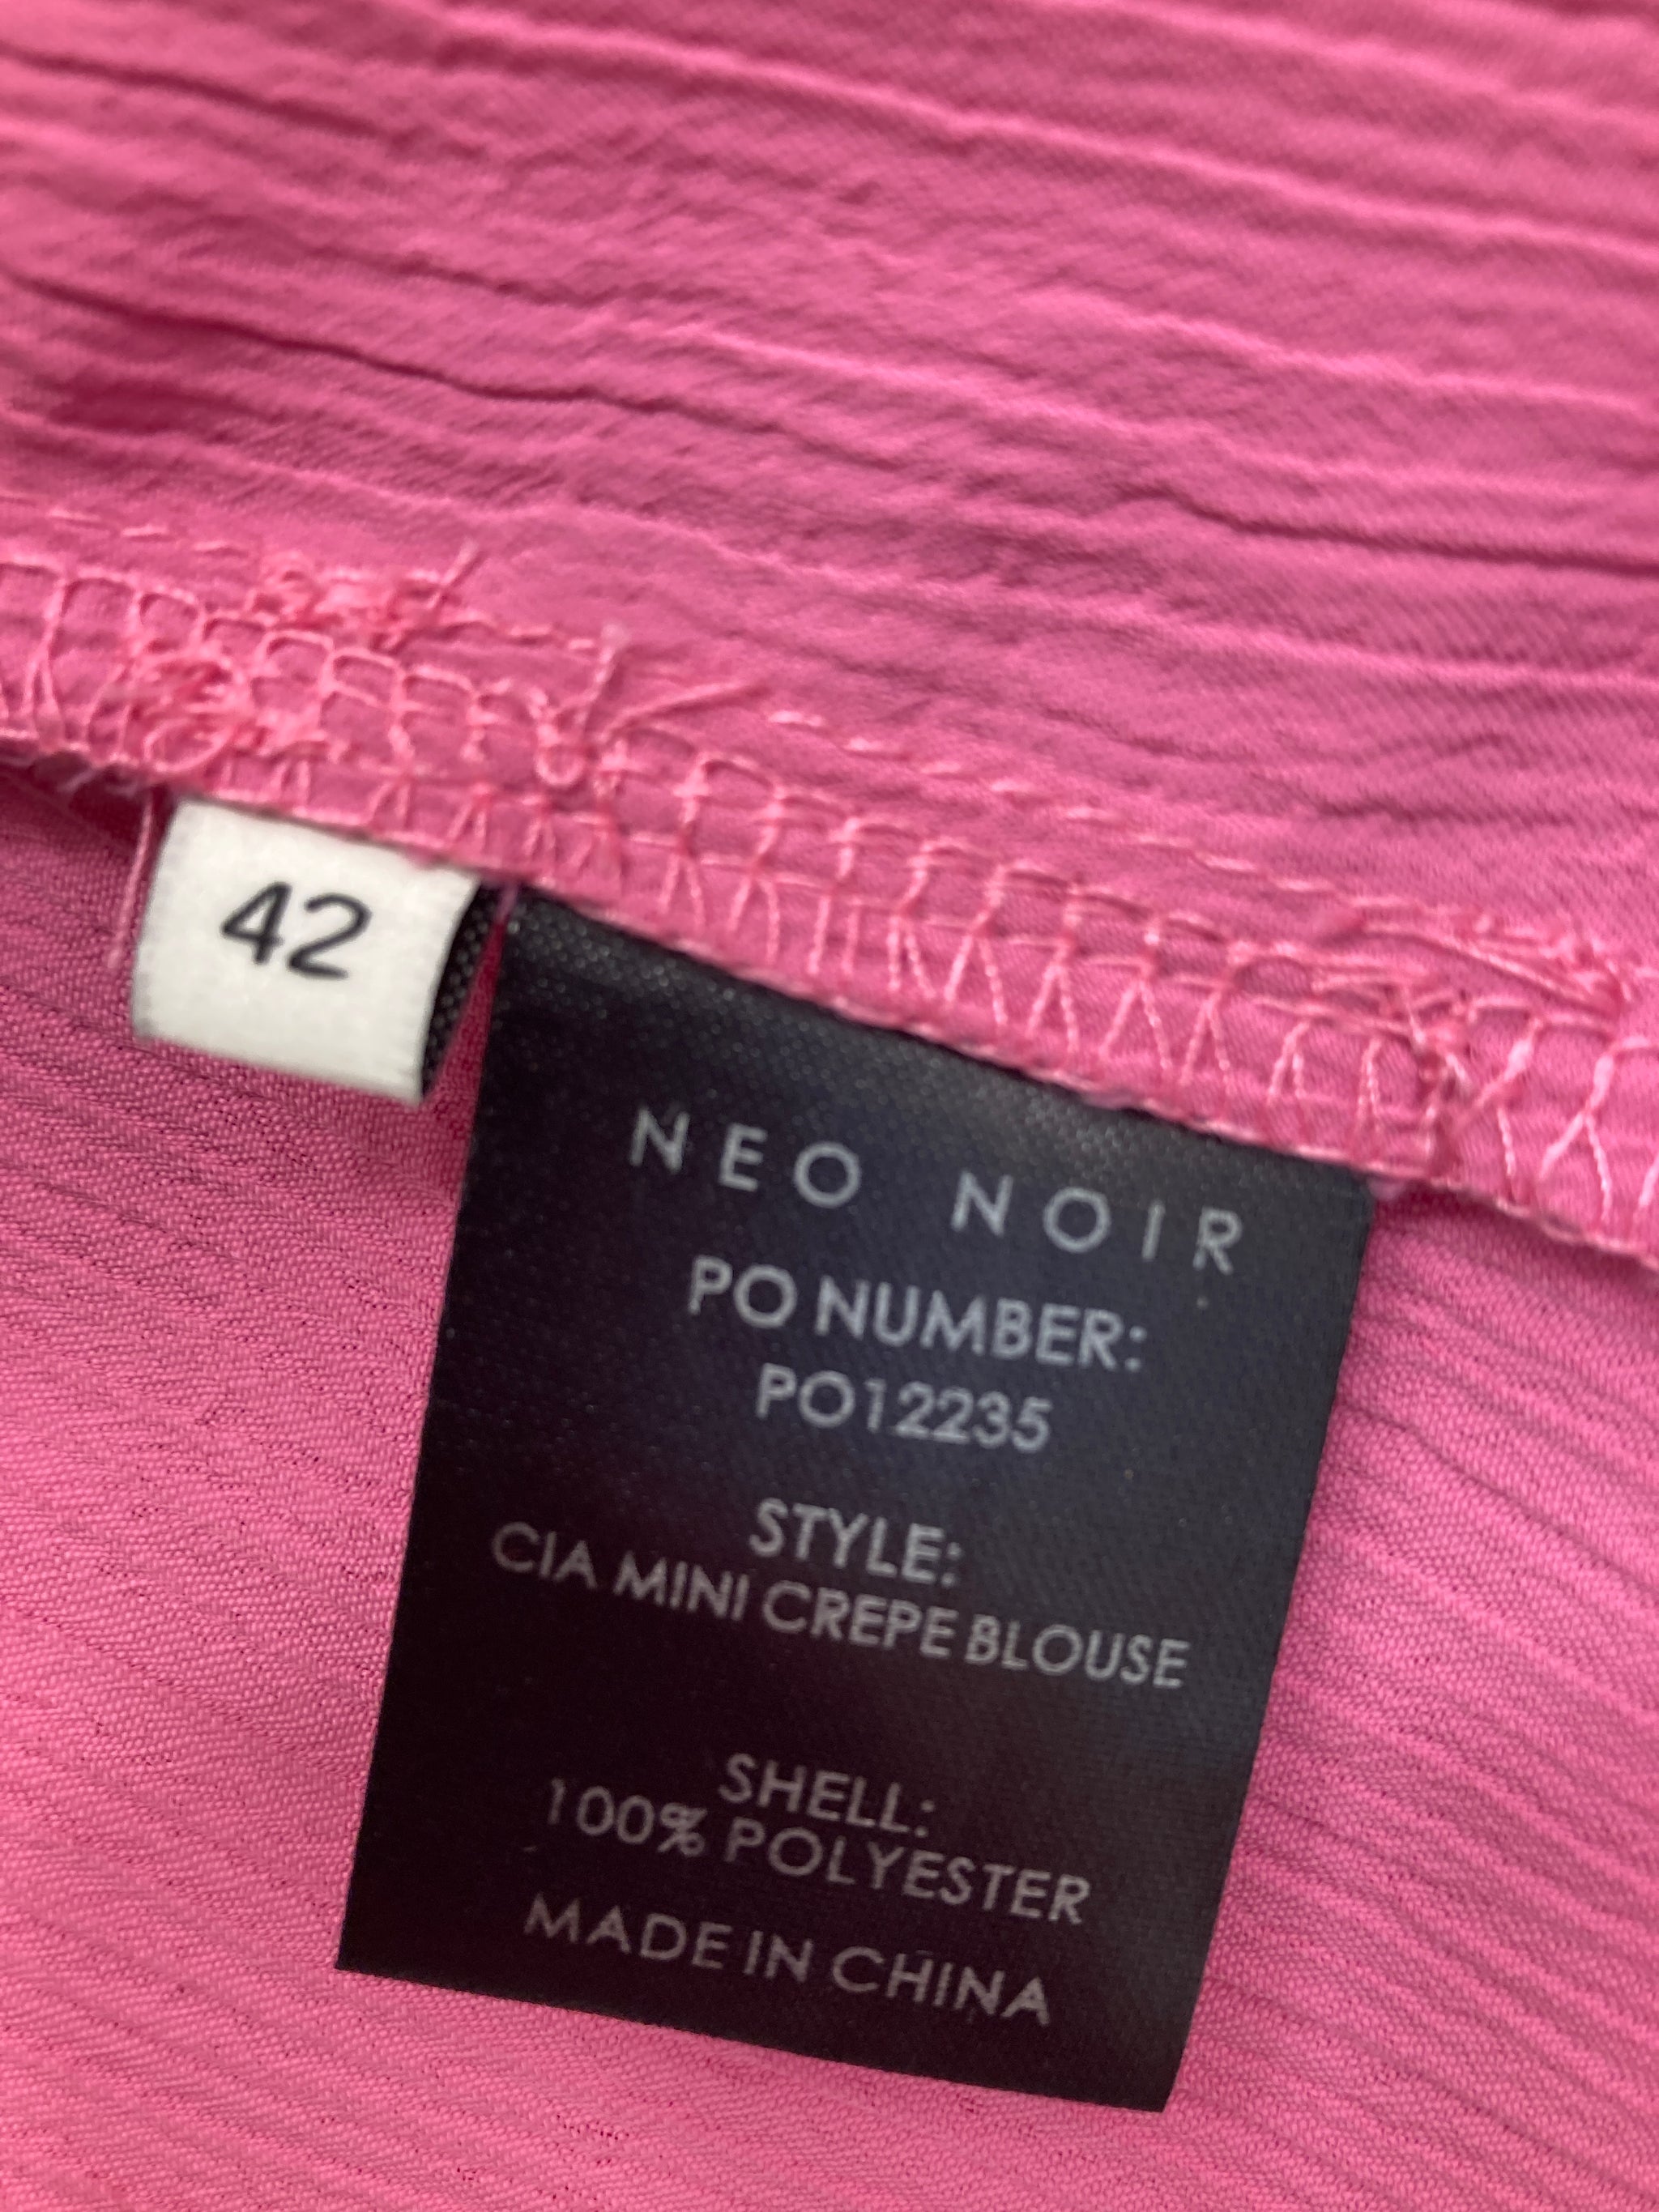 42
NEO NOIR
PO NUMBER:
PO12235
STYLE:
CIA MINI CREPE BLOUSE
SHELL:
100% POLYESTER
MADE IN CHINA